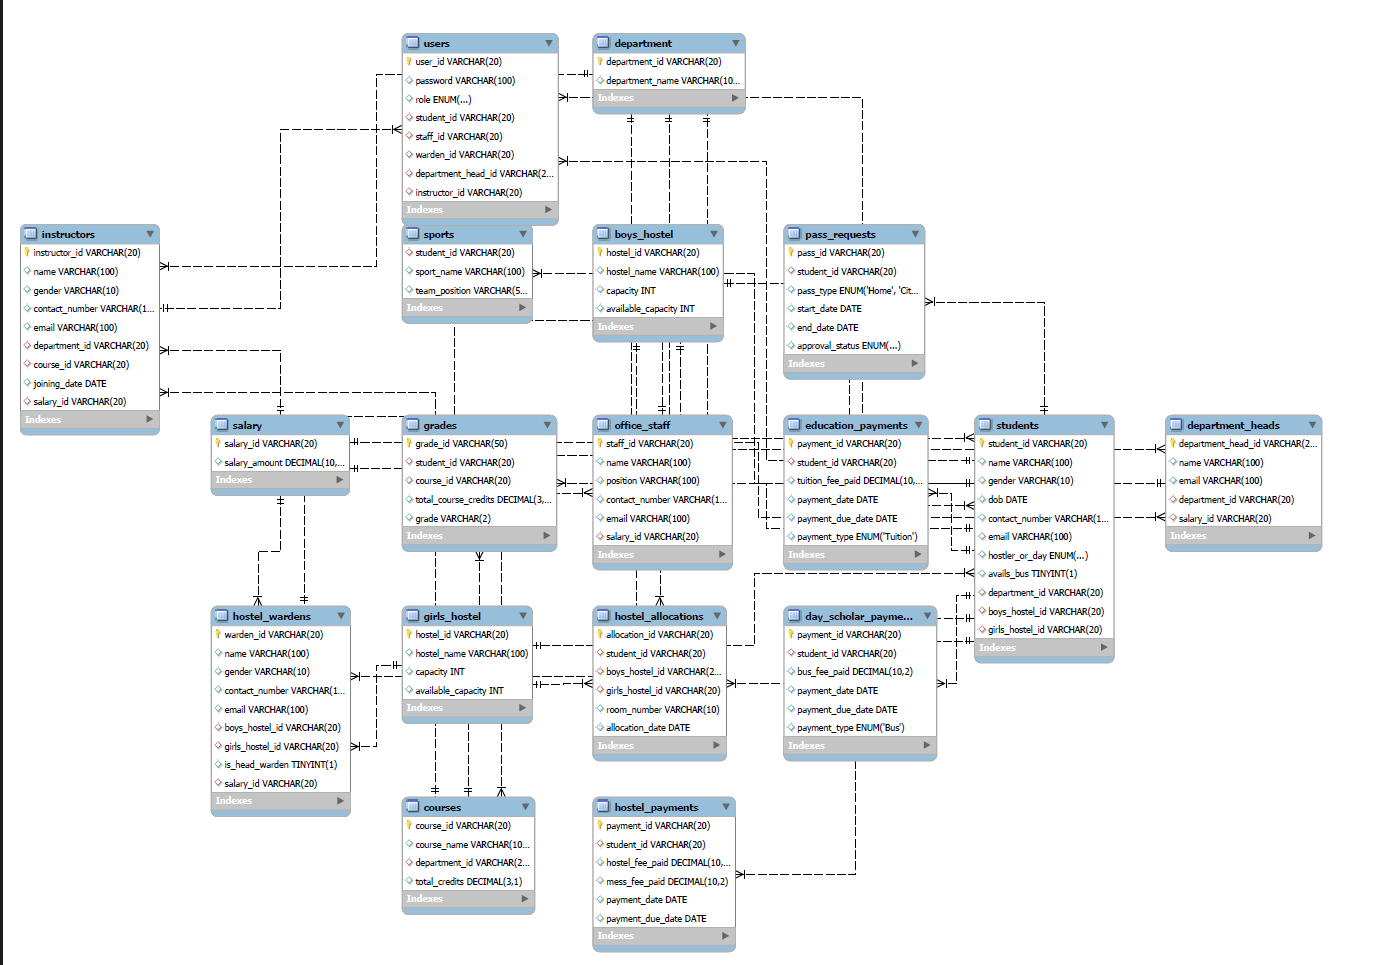 users
user_id VARCHAR(20)
password VARCHAR(100)
role ENUM(...)
student_id VARCHAR(20)
staff_id VARCHAR(20)
warden_id VARCHAR(20)
department_head_id VARCHAR(2...
instructor_id VARCHAR(20)
Indexes
department
department_id VARCHAR(20)
department_name VARCHAR(10...
Indexes
instructors
instructor_id VARCHAR(20)
name VARCHAR(100)
gender VARCHAR(10)
contact_number VARCHAR(1...
email VARCHAR(100)
department_id VARCHAR(20)
course_id VARCHAR(20)
joining_date DATE
salary_id VARCHAR(20)
Indexes
sports
student_id VARCHAR(20)
sport_name VARCHAR(100)
team_position VARCHAR(5...
Indexes
boys_hostel
hostel_id VARCHAR(20)
hostel_name VARCHAR(100)
capacity INT
available_capacity INT
Indexes
pass_requests
pass_id VARCHAR(20)
student_id VARCHAR(20)
pass_type ENUM('Home', 'Cit...
start_date DATE
end_date DATE
approval_status ENUM(...)
Indexes
salary
salary_id VARCHAR(20)
salary_amount DECIMAL(10,...
Indexes
grades
grade_id VARCHAR(50)
student_id VARCHAR(20)
course_id VARCHAR(20)
total_course_credits DECIMAL(3,...
grade VARCHAR(2)
Indexes
office_staff
staff_id VARCHAR(20)
name VARCHAR(100)
position VARCHAR(100)
contact_number VARCHAR(1...
email VARCHAR(100)
salary_id VARCHAR(20)
Indexes
education_payments
payment_id VARCHAR(20)
student_id VARCHAR(20)
tuition_fee_paid DECIMAL(10,...
payment_date DATE
payment_due_date DATE
payment_type ENUM('Tuition')
Indexes
students
student_id VARCHAR(20)
name VARCHAR(100)
gender VARCHAR(10)
dob DATE
contact_number VARCHAR(1...
email VARCHAR(100)
hostler_or_day ENUM(...)
avails_bus TINYINT(1)
department_id VARCHAR(20)
boys_hostel_id VARCHAR(20)
girls_hostel_id VARCHAR(20)
Indexes
department_heads
department_head_id VARCHAR(2...
name VARCHAR(100)
email VARCHAR(100)
department_id VARCHAR(20)
salary_id VARCHAR(20)
Indexes
hostel_wardens
warden_id VARCHAR(20)
name VARCHAR(100)
gender VARCHAR(10)
contact_number VARCHAR(1...
email VARCHAR(100)
boys_hostel_id VARCHAR(20)
girls_hostel_id VARCHAR(20)
is_head_warden TINYINT(1)
salary_id VARCHAR(20)
Indexes
girls_hostel
hostel_id VARCHAR(20)
hostel_name VARCHAR(100)
capacity INT
available_capacity INT
Indexes
hostel_allocations
allocation_id VARCHAR(20)
student_id VARCHAR(20)
boys_hostel_id VARCHAR(2...
girls_hostel_id VARCHAR(20)
room_number VARCHAR(10)
allocation_date DATE
Indexes
day_scholar_payme...
payment_id VARCHAR(20)
student_id VARCHAR(20)
bus_fee_paid DECIMAL(10,2)
payment_date DATE
payment_due_date DATE
payment_type ENUM('Bus')
Indexes
courses
course_id VARCHAR(20)
course_name VARCHAR(10...
department_id VARCHAR(2...
total_credits DECIMAL(3,1)
Indexes
hostel_payments
payment_id VARCHAR(20)
student_id VARCHAR(20)
hostel_fee_paid DECIMAL(10,...
mess_fee_paid DECIMAL(10,2)
payment_date DATE
payment_due_date DATE
Indexes